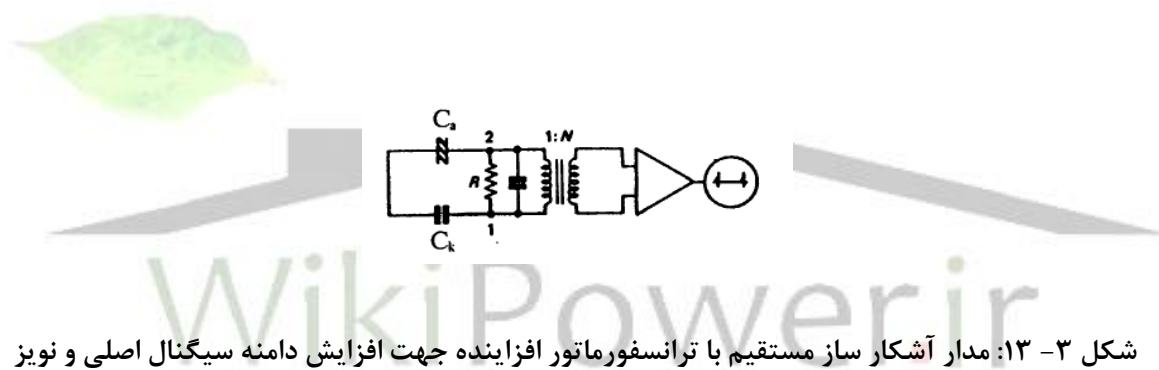 Cₐ
2
1:N
R
1
Cₖ
WikiPower.ir
شکل ۳- ۱۳: مدار آشکار ساز مستقیم با ترانسفورماتور افزاینده جهت افزایش دامنه سیگنال اصلی و نویز